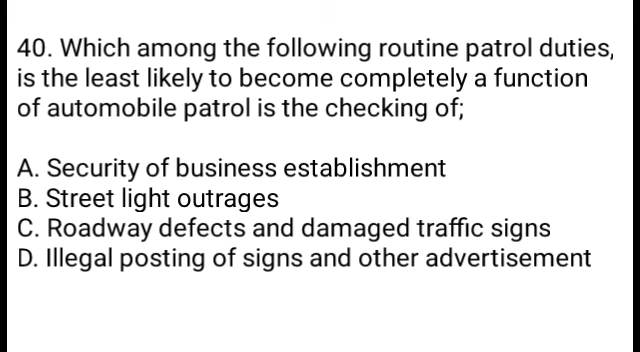 40. Which among the following routine patrol duties,
is the least likely to become completely a function
of automobile patrol is the checking of;
A. Security of business establishment
B. Street light outrages
C. Roadway defects and damaged traffic signs
D. Illegal posting of signs and other advertisement